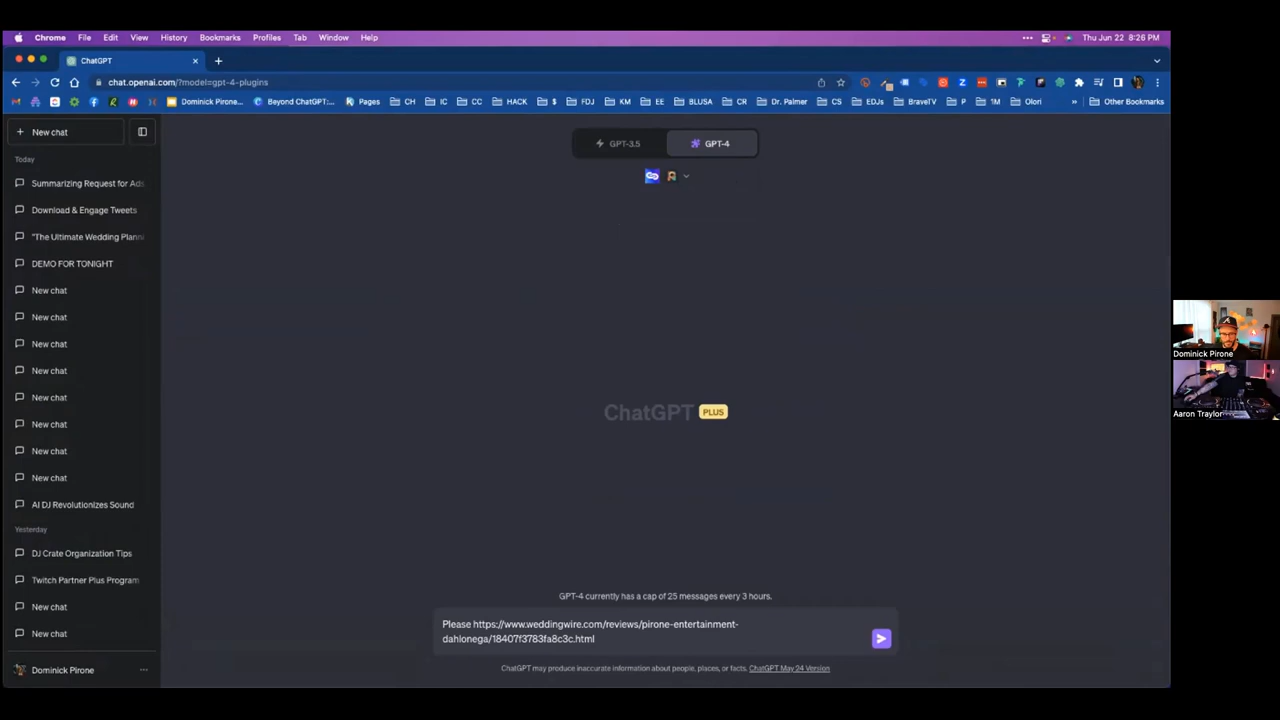 Chrome File Edit View History Bookmarks Profiles Tab Window Help
Thu Jun 22 8:26 PM
ChatGPT
chat.openai.com/?model=gpt-4-plugins
Dominick Pirone... Beyond ChatGPT:... Pages CH IC CC HACK $ FDJ KM EE BLUSA CR Dr. Palmer CS EDJs BraveTV P 1M Olori » Other Bookmarks
New chat
GPT-3.5 GPT-4
Today
Summarizing Request for Ads
Download & Engage Tweets
"The Ultimate Wedding Planni
DEMO FOR TONIGHT
New chat
New chat
New chat
New chat
New chat
New chat
New chat
New chat
AI DJ Revolutionizes Sound
Yesterday
DJ Crate Organization Tips
Twitch Partner Plus Program
New chat
New chat
Dominick Pirone
ChatGPT PLUS
GPT-4 currently has a cap of 25 messages every 3 hours.
Please https://www.weddingwire.com/reviews/pirone-entertainment-
dahlonega/18407f3783fa8c3c.html
ChatGPT may produce inaccurate information about people, places, or facts. ChatGPT May 24 Version
Dominick Pirone
Aaron Traylor